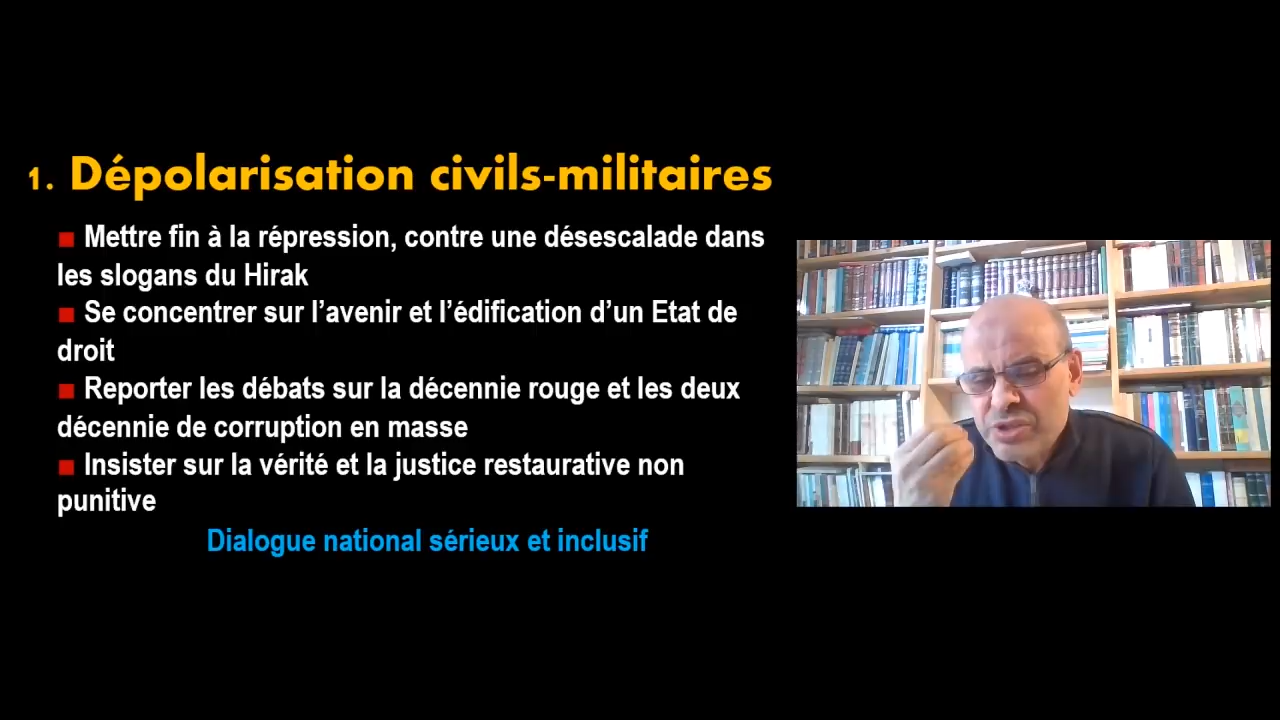 1. Dépolarisation civils-militaires
■ Mettre fin à la répression, contre une désescalade dans
les slogans du Hirak
■ Se concentrer sur l’avenir et l’édification d’un Etat de
droit
■ Reporter les débats sur la décennie rouge et les deux
décennie de corruption en masse
■ Insister sur la vérité et la justice restaurative non
punitive
Dialogue national sérieux et inclusif